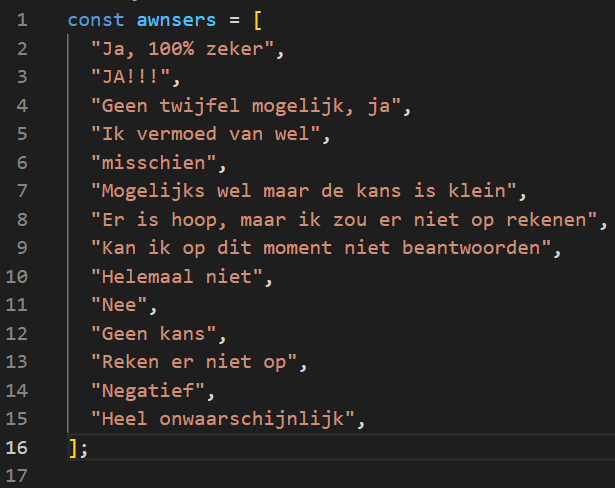 1 const awnsers = [
2 "Ja, 100% zeker",
3 "JA!!!",
4 "Geen twijfel mogelijk, ja",
5 "Ik vermoed van wel",
6 "misschien",
7 "Mogelijks wel maar de kans is klein",
8 "Er is hoop, maar ik zou er niet op rekenen",
9 "Kan ik op dit moment niet beantwoorden",
10 "Helemaal niet",
11 "Nee",
12 "Geen kans",
13 "Reken er niet op",
14 "Negatief",
15 "Heel onwaarschijnlijk",
16 ];
17